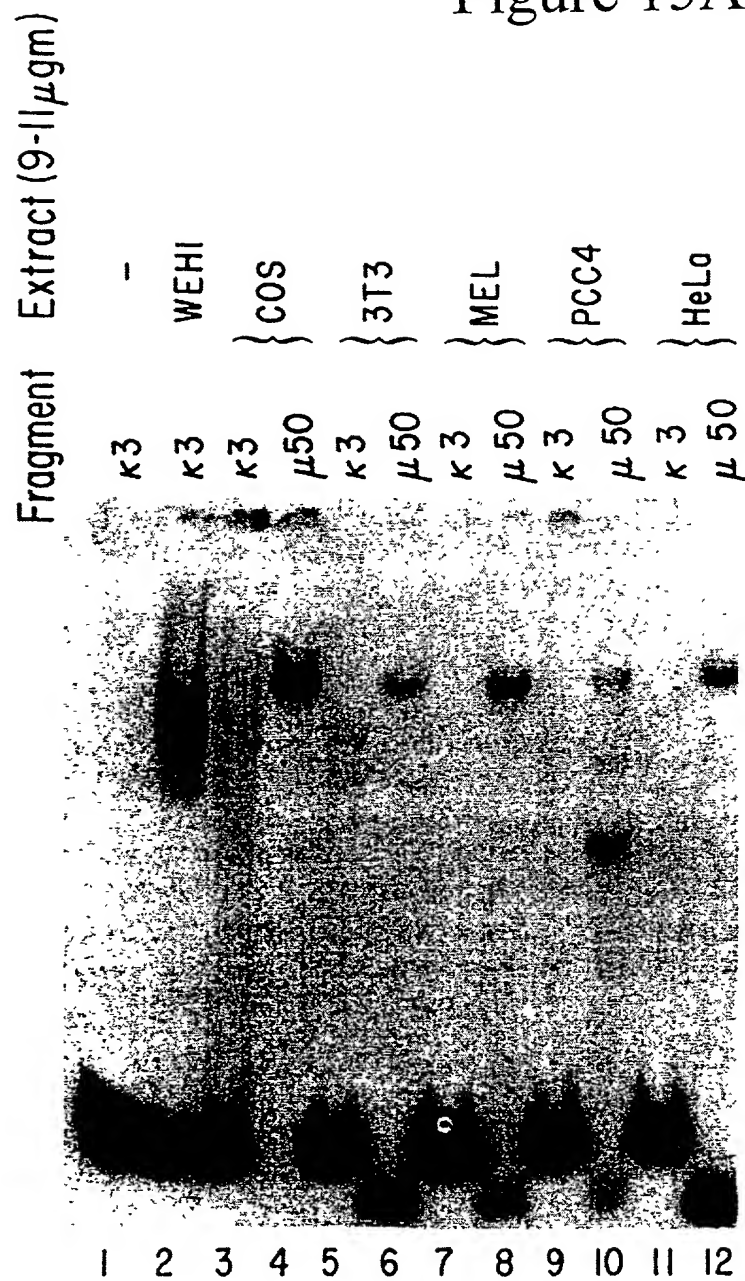 Figure 15A
Fragment Extract (9-11μgm)
κ3 -
κ3 WEHI
κ3 } COS
μ50
κ3 } 3T3
μ50
κ3 } MEL
μ50
κ3 } PCC4
μ50
κ3 } HeLa
μ50
1 2 3 4 5 6 7 8 9 10 11 12